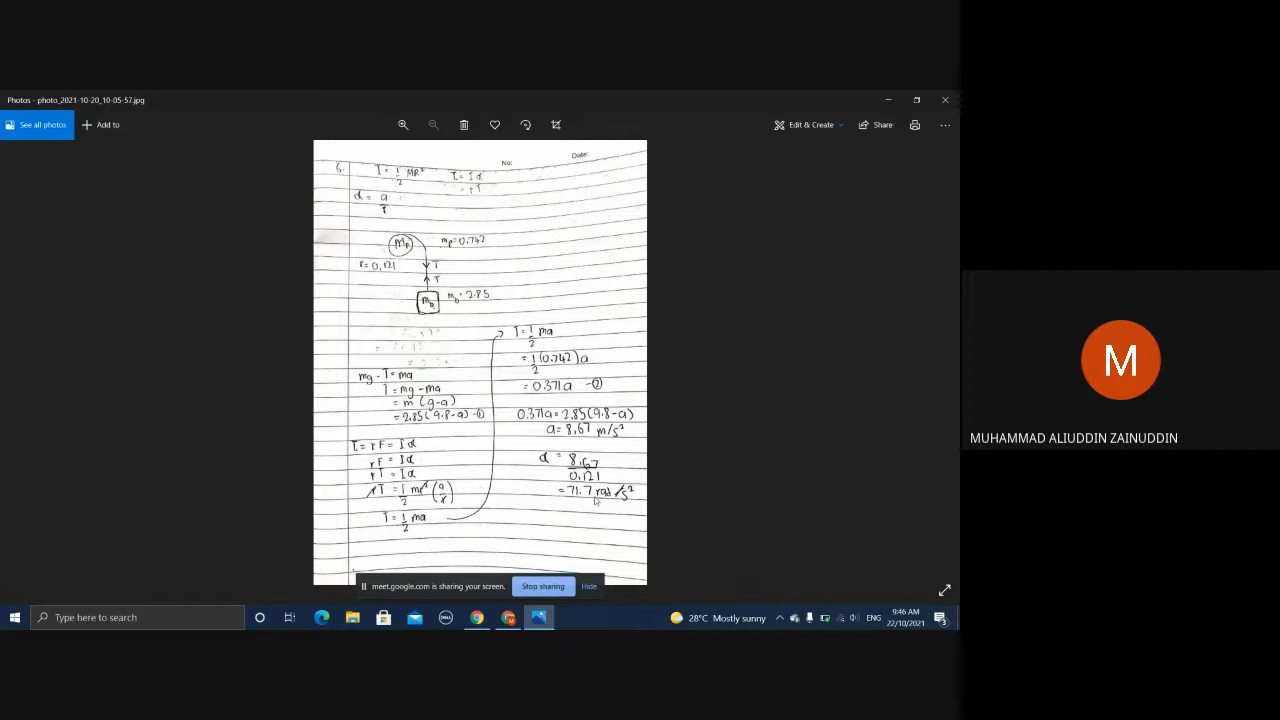 Photos - photo_2021-10-20_10-05-57.jpg
See all photos
Add to
Edit & Create
Share
No:
Date:
6.
I = 1/2 MR²
τ = Iα
= rT
α = a/r
Mp
mp = 0.742
r = 0.121
T
T
mb
mb = 2.85
mg - T = ma
T = mg - ma
= m (g-a)
= 2.85 (9.8-a) -①
τ = rF = Iα
rF = Iα
rT = Iα
rT = 1/2 mr² (a/r)
T = 1/2 ma
T = 1/2 ma
= 1/2 (0.742) a
= 0.371a -②
0.371a = 2.85 (9.8-a)
a = 8.67 m/s²
α = 8.67/0.121
= 71.7 rad/s²
meet.google.com is sharing your screen.
Stop sharing
Hide
M
MUHAMMAD ALIUDDIN ZAINUDDIN
Type here to search
DELL
28°C Mostly sunny
ENG
9:46 AM
22/10/2021
3